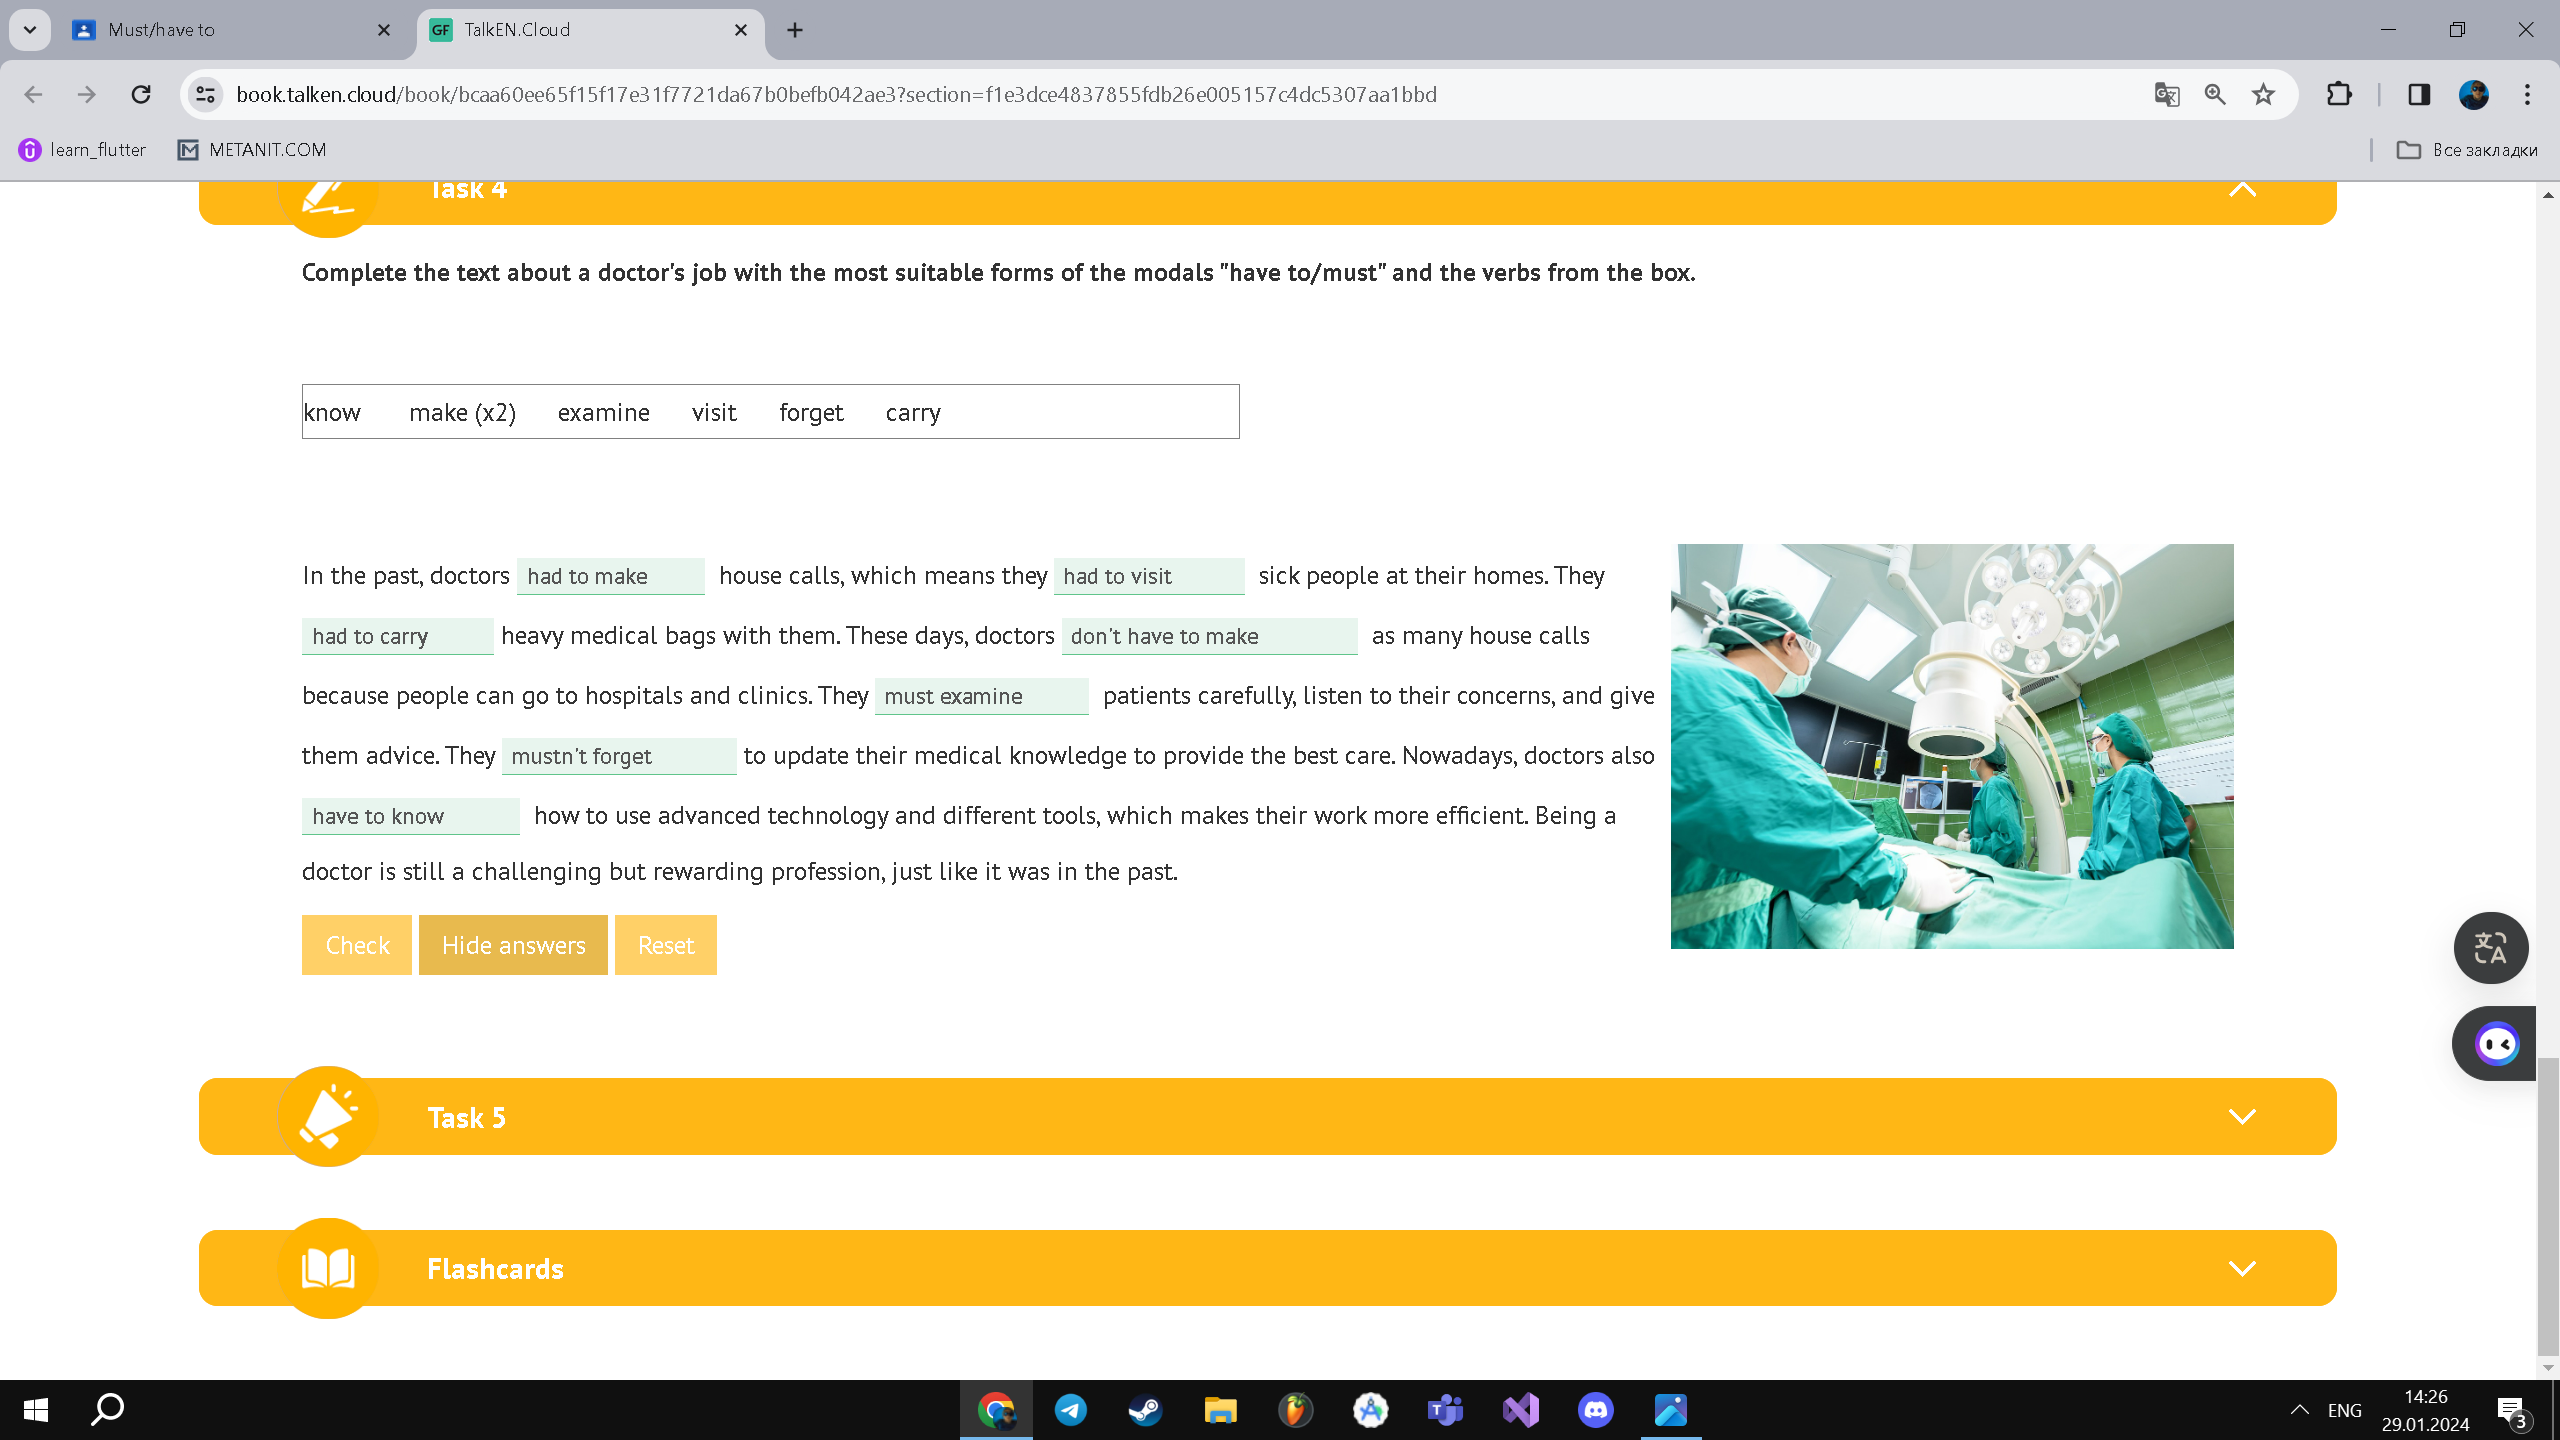 Must/have to
GF TalkEN.Cloud
book.talken.cloud/book/bcaa60ee65f15f17e31f7721da67b0befb042ae3?section=f1e3dce4837855fdb26e005157c4dc5307aa1bbd
learn_flutter METANIT.COM Все закладки
Task 4
Complete the text about a doctor's job with the most suitable forms of the modals "have to/must" and the verbs from the box.
know make (x2) examine visit forget carry
In the past, doctors had to make house calls, which means they had to visit sick people at their homes. They
had to carry heavy medical bags with them. These days, doctors don't have to make as many house calls
because people can go to hospitals and clinics. They must examine patients carefully, listen to their concerns, and give
them advice. They mustn't forget to update their medical knowledge to provide the best care. Nowadays, doctors also
have to know how to use advanced technology and different tools, which makes their work more efficient. Being a
doctor is still a challenging but rewarding profession, just like it was in the past.
Check Hide answers Reset
Task 5
Flashcards
ENG
14:26
29.01.2024
3